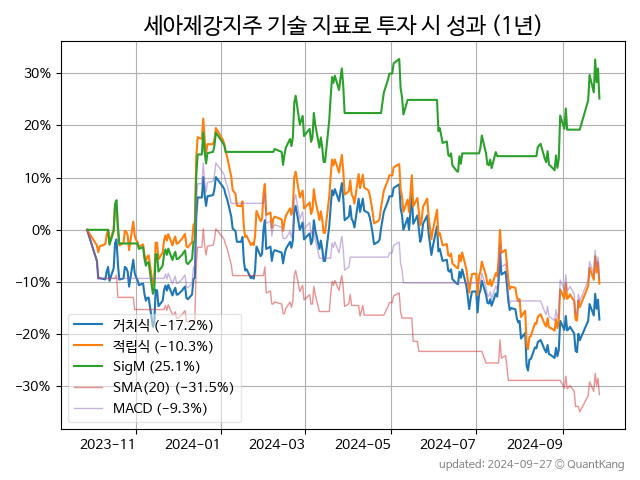 세아제강지주 기술 지표로 투자 시 성과 (1년)
30%
20%
10%
0%
−10%
−20%
−30%
거치식 (−17.2%)
적립식 (−10.3%)
SigM (25.1%)
SMA(20) (−31.5%)
MACD (−9.3%)
2023-11
2024-01
2024-03
2024-05
2024-07
2024-09
updated: 2024-09-27 © QuantKang